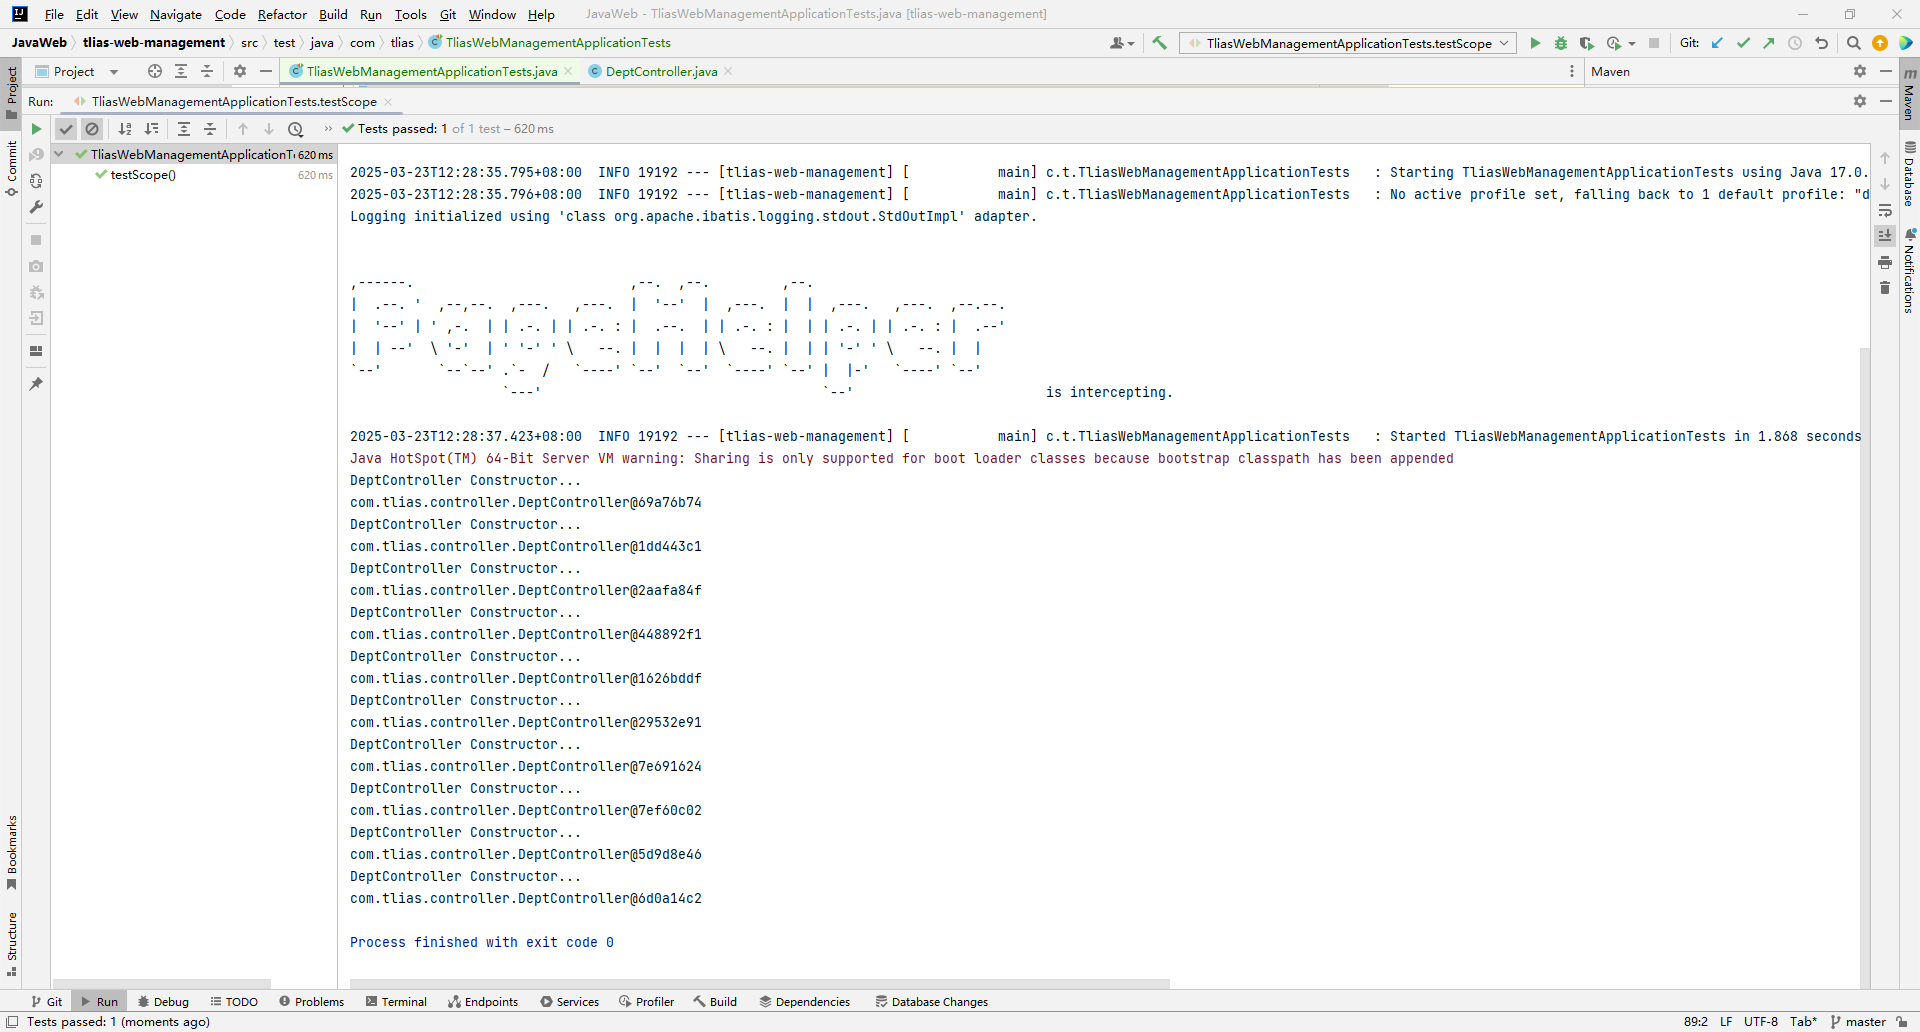 File Edit View Navigate Code Refactor Build Run Tools Git Window Help JavaWeb - TliasWebManagementApplicationTests.java [tlias-web-management]
JavaWeb tlias-web-management src test java com tlias TliasWebManagementApplicationTests TliasWebManagementApplicationTests.testScope Git:
Project TliasWebManagementApplicationTests.java DeptController.java Maven
Run: TliasWebManagementApplicationTests.testScope
Tests passed: 1 of 1 test – 620 ms
TliasWebManagementApplicationT 620 ms
testScope() 620 ms
2025-03-23T12:28:35.795+08:00  INFO 19192 --- [tlias-web-management] [           main] c.t.TliasWebManagementApplicationTests   : Starting TliasWebManagementApplicationTests using Java 17.0.
2025-03-23T12:28:35.796+08:00  INFO 19192 --- [tlias-web-management] [           main] c.t.TliasWebManagementApplicationTests   : No active profile set, falling back to 1 default profile: "d
Logging initialized using 'class org.apache.ibatis.logging.stdout.StdOutImpl' adapter.
PageHelper
is intercepting.
2025-03-23T12:28:37.423+08:00  INFO 19192 --- [tlias-web-management] [           main] c.t.TliasWebManagementApplicationTests   : Started TliasWebManagementApplicationTests in 1.868 seconds
Java HotSpot(TM) 64-Bit Server VM warning: Sharing is only supported for boot loader classes because bootstrap classpath has been appended
DeptController Constructor...
com.tlias.controller.DeptController@69a76b74
DeptController Constructor...
com.tlias.controller.DeptController@1dd443c1
DeptController Constructor...
com.tlias.controller.DeptController@2aafa84f
DeptController Constructor...
com.tlias.controller.DeptController@448892f1
DeptController Constructor...
com.tlias.controller.DeptController@1626bddf
DeptController Constructor...
com.tlias.controller.DeptController@29532e91
DeptController Constructor...
com.tlias.controller.DeptController@7e691624
DeptController Constructor...
com.tlias.controller.DeptController@7ef60c02
DeptController Constructor...
com.tlias.controller.DeptController@5d9d8e46
DeptController Constructor...
com.tlias.controller.DeptController@6d0a14c2
Process finished with exit code 0
Project
Commit
Bookmarks
Structure
Maven
Database
Notifications
Git Run Debug TODO Problems Terminal Endpoints Services Profiler Build Dependencies Database Changes
Tests passed: 1 (moments ago) 89:2 LF UTF-8 Tab* master